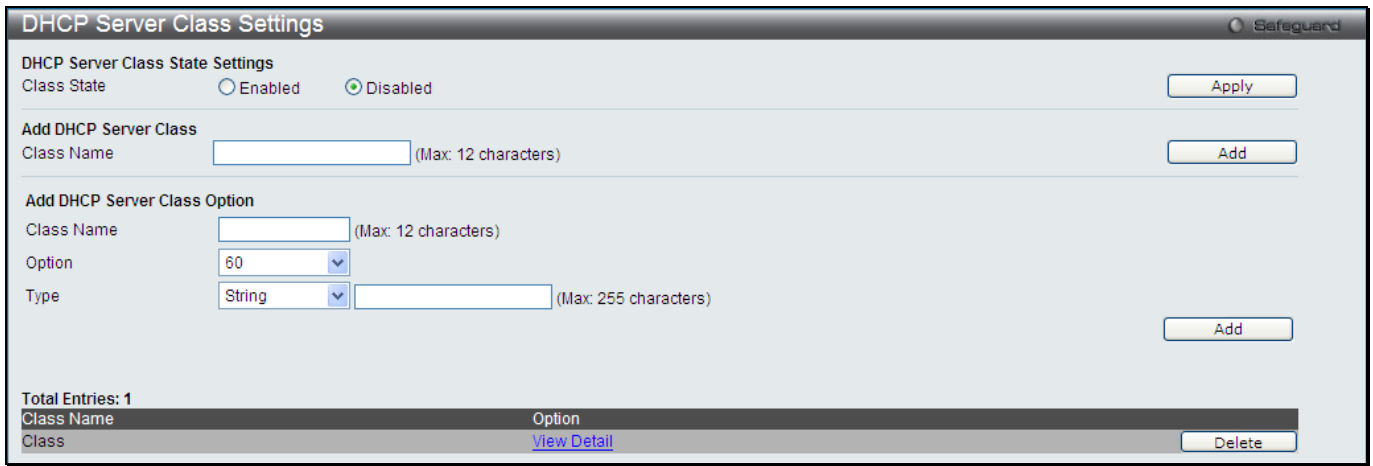 DHCP Server Class Settings
Safeguard
DHCP Server Class State Settings
Class State Enabled Disabled Apply
Add DHCP Server Class
Class Name (Max: 12 characters) Add
Add DHCP Server Class Option
Class Name (Max: 12 characters)
Option 60
Type String (Max: 255 characters)
Add
Total Entries: 1
Class Name Option
Class View Detail Delete